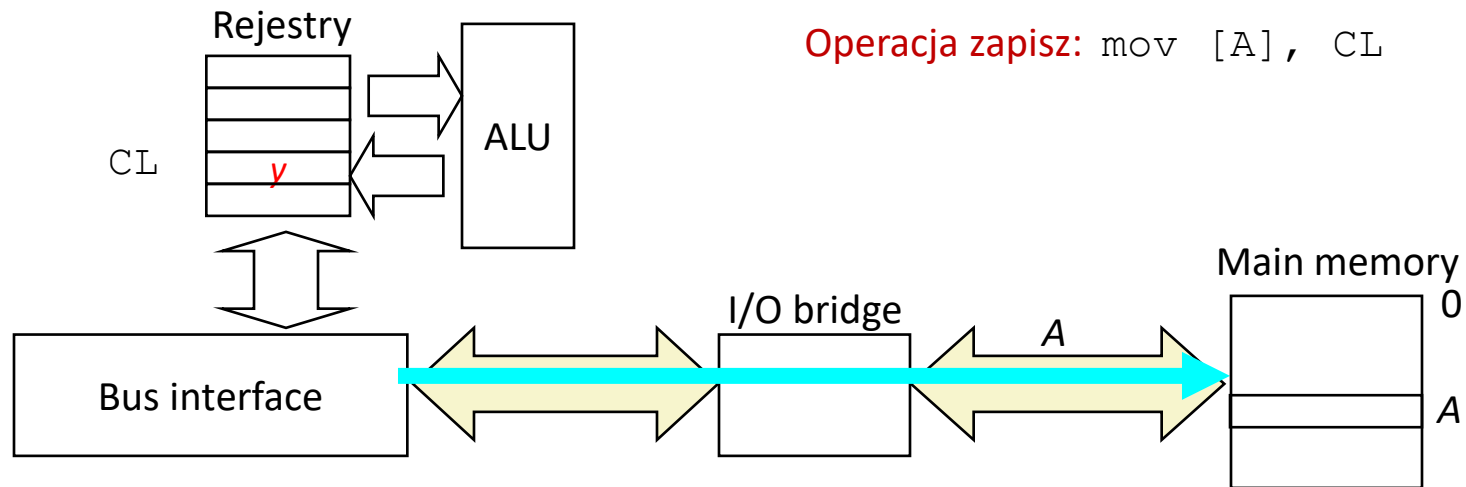 Rejestry
Operacja zapisz: mov [A], CL
ALU
CL
y
Main memory
0
I/O bridge
A
Bus interface
A